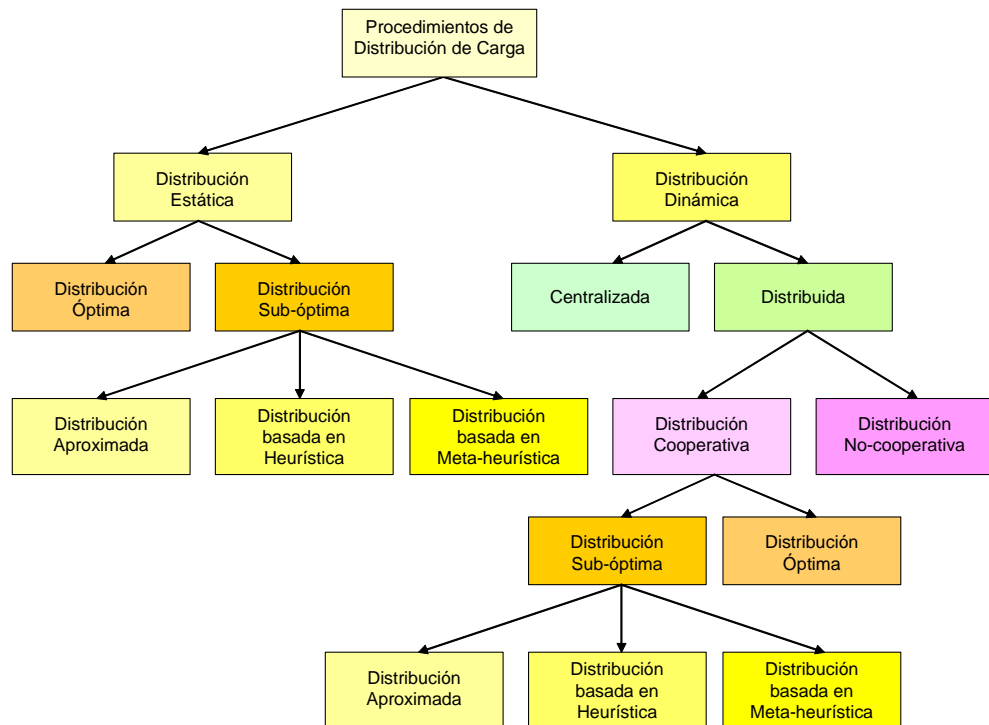 Procedimientos de
Distribución de Carga
Distribución
Estática
Distribución
Dinámica
Distribución
Óptima
Distribución
Sub-óptima
Centralizada
Distribuida
Distribución
Aproximada
Distribución
basada en
Heurística
Distribución
basada en
Meta-heurística
Distribución
Cooperativa
Distribución
No-cooperativa
Distribución
Sub-óptima
Distribución
Óptima
Distribución
Aproximada
Distribución
basada en
Heurística
Distribución
basada en
Meta-heurística